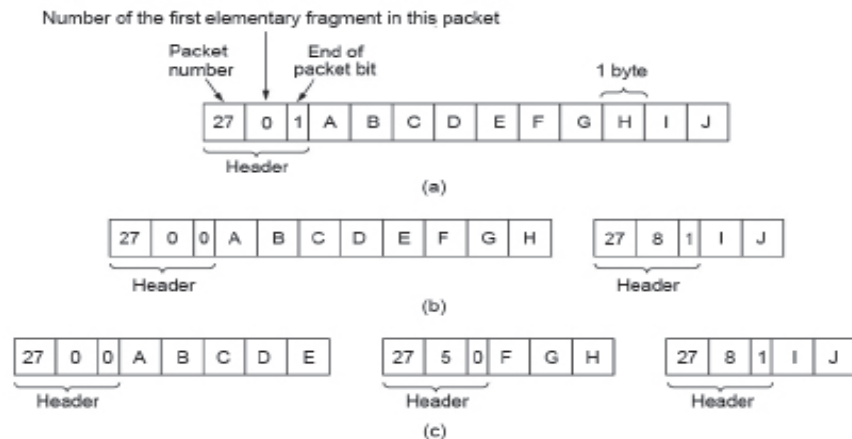 Number of the first elementary fragment in this packet
Packet number
End of packet bit
1 byte
27 0 1 A B C D E F G H I J
Header
(a)
27 0 0 A B C D E F G H
27 8 1 I J
Header
Header
(b)
27 0 0 A B C D E
27 5 0 F G H
27 8 1 I J
Header
Header
Header
(c)